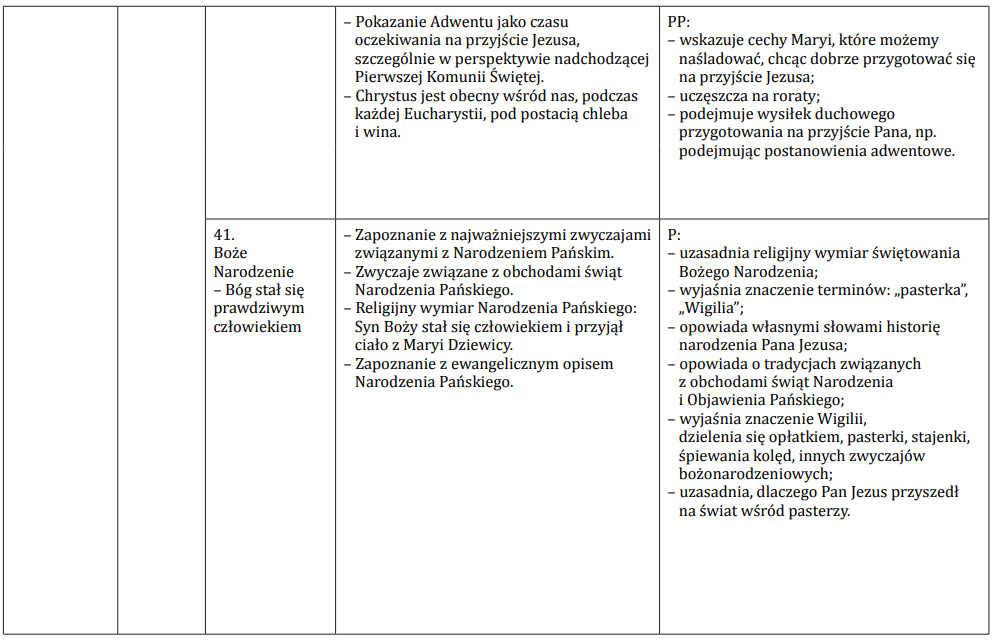 – Pokazanie Adwentu jako czasu
oczekiwania na przyjście Jezusa,
szczególnie w perspektywie nadchodzącej
Pierwszej Komunii Świętej.
– Chrystus jest obecny wśród nas, podczas
każdej Eucharystii, pod postacią chleba
i wina.
PP:
– wskazuje cechy Maryi, które możemy
naśladować, chcąc dobrze przygotować się
na przyjście Jezusa;
– uczęszcza na roraty;
– podejmuje wysiłek duchowego
przygotowania na przyjście Pana, np.
podejmując postanowienia adwentowe.
41.
Boże
Narodzenie
– Bóg stał się
prawdziwym
człowiekiem
– Zapoznanie z najważniejszymi zwyczajami
związanymi z Narodzeniem Pańskim.
– Zwyczaje związane z obchodami świąt
Narodzenia Pańskiego.
– Religijny wymiar Narodzenia Pańskiego:
Syn Boży stał się człowiekiem i przyjął
ciało z Maryi Dziewicy.
– Zapoznanie z ewangelicznym opisem
Narodzenia Pańskiego.
P:
– uzasadnia religijny wymiar świętowania
Bożego Narodzenia;
– wyjaśnia znaczenie terminów: „pasterka”,
„Wigilia”;
– opowiada własnymi słowami historię
narodzenia Pana Jezusa;
– opowiada o tradycjach związanych
z obchodami świąt Narodzenia
i Objawienia Pańskiego;
– wyjaśnia znaczenie Wigilii,
dzielenia się opłatkiem, pasterki, stajenki,
śpiewania kolęd, innych zwyczajów
bożonarodzeniowych;
– uzasadnia, dlaczego Pan Jezus przyszedł
na świat wśród pasterzy.